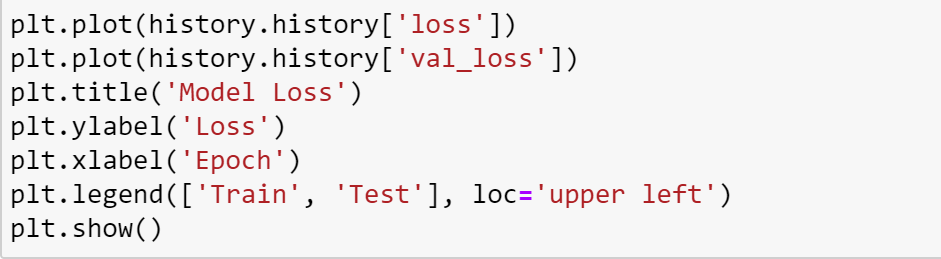 plt.plot(history.history['loss'])
plt.plot(history.history['val_loss'])
plt.title('Model Loss')
plt.ylabel('Loss')
plt.xlabel('Epoch')
plt.legend(['Train', 'Test'], loc='upper left')
plt.show()